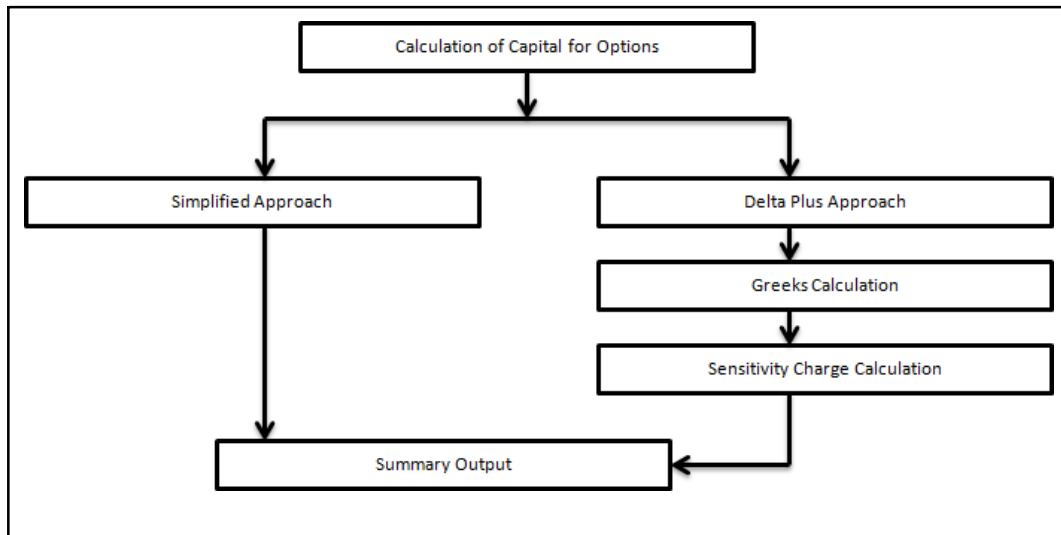 Calculation of Capital for Options
Simplified Approach
Delta Plus Approach
Greeks Calculation
Sensitivity Charge Calculation
Summary Output